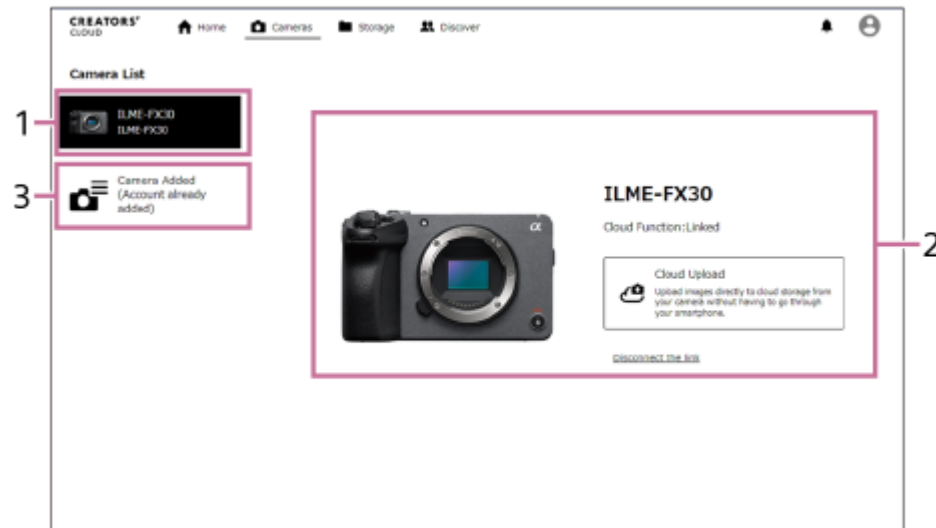 CREATORS'
CLOUD
Home
Cameras
Storage
Discover
Camera List
1
ILME-FX30
ILME-FX30
3
Camera Added
(Account already
added)
α
ILME-FX30
Cloud Function:Linked
2
Cloud Upload
Upload images directly to cloud storage from
your camera without having to go through
your smartphone.
Disconnect the link